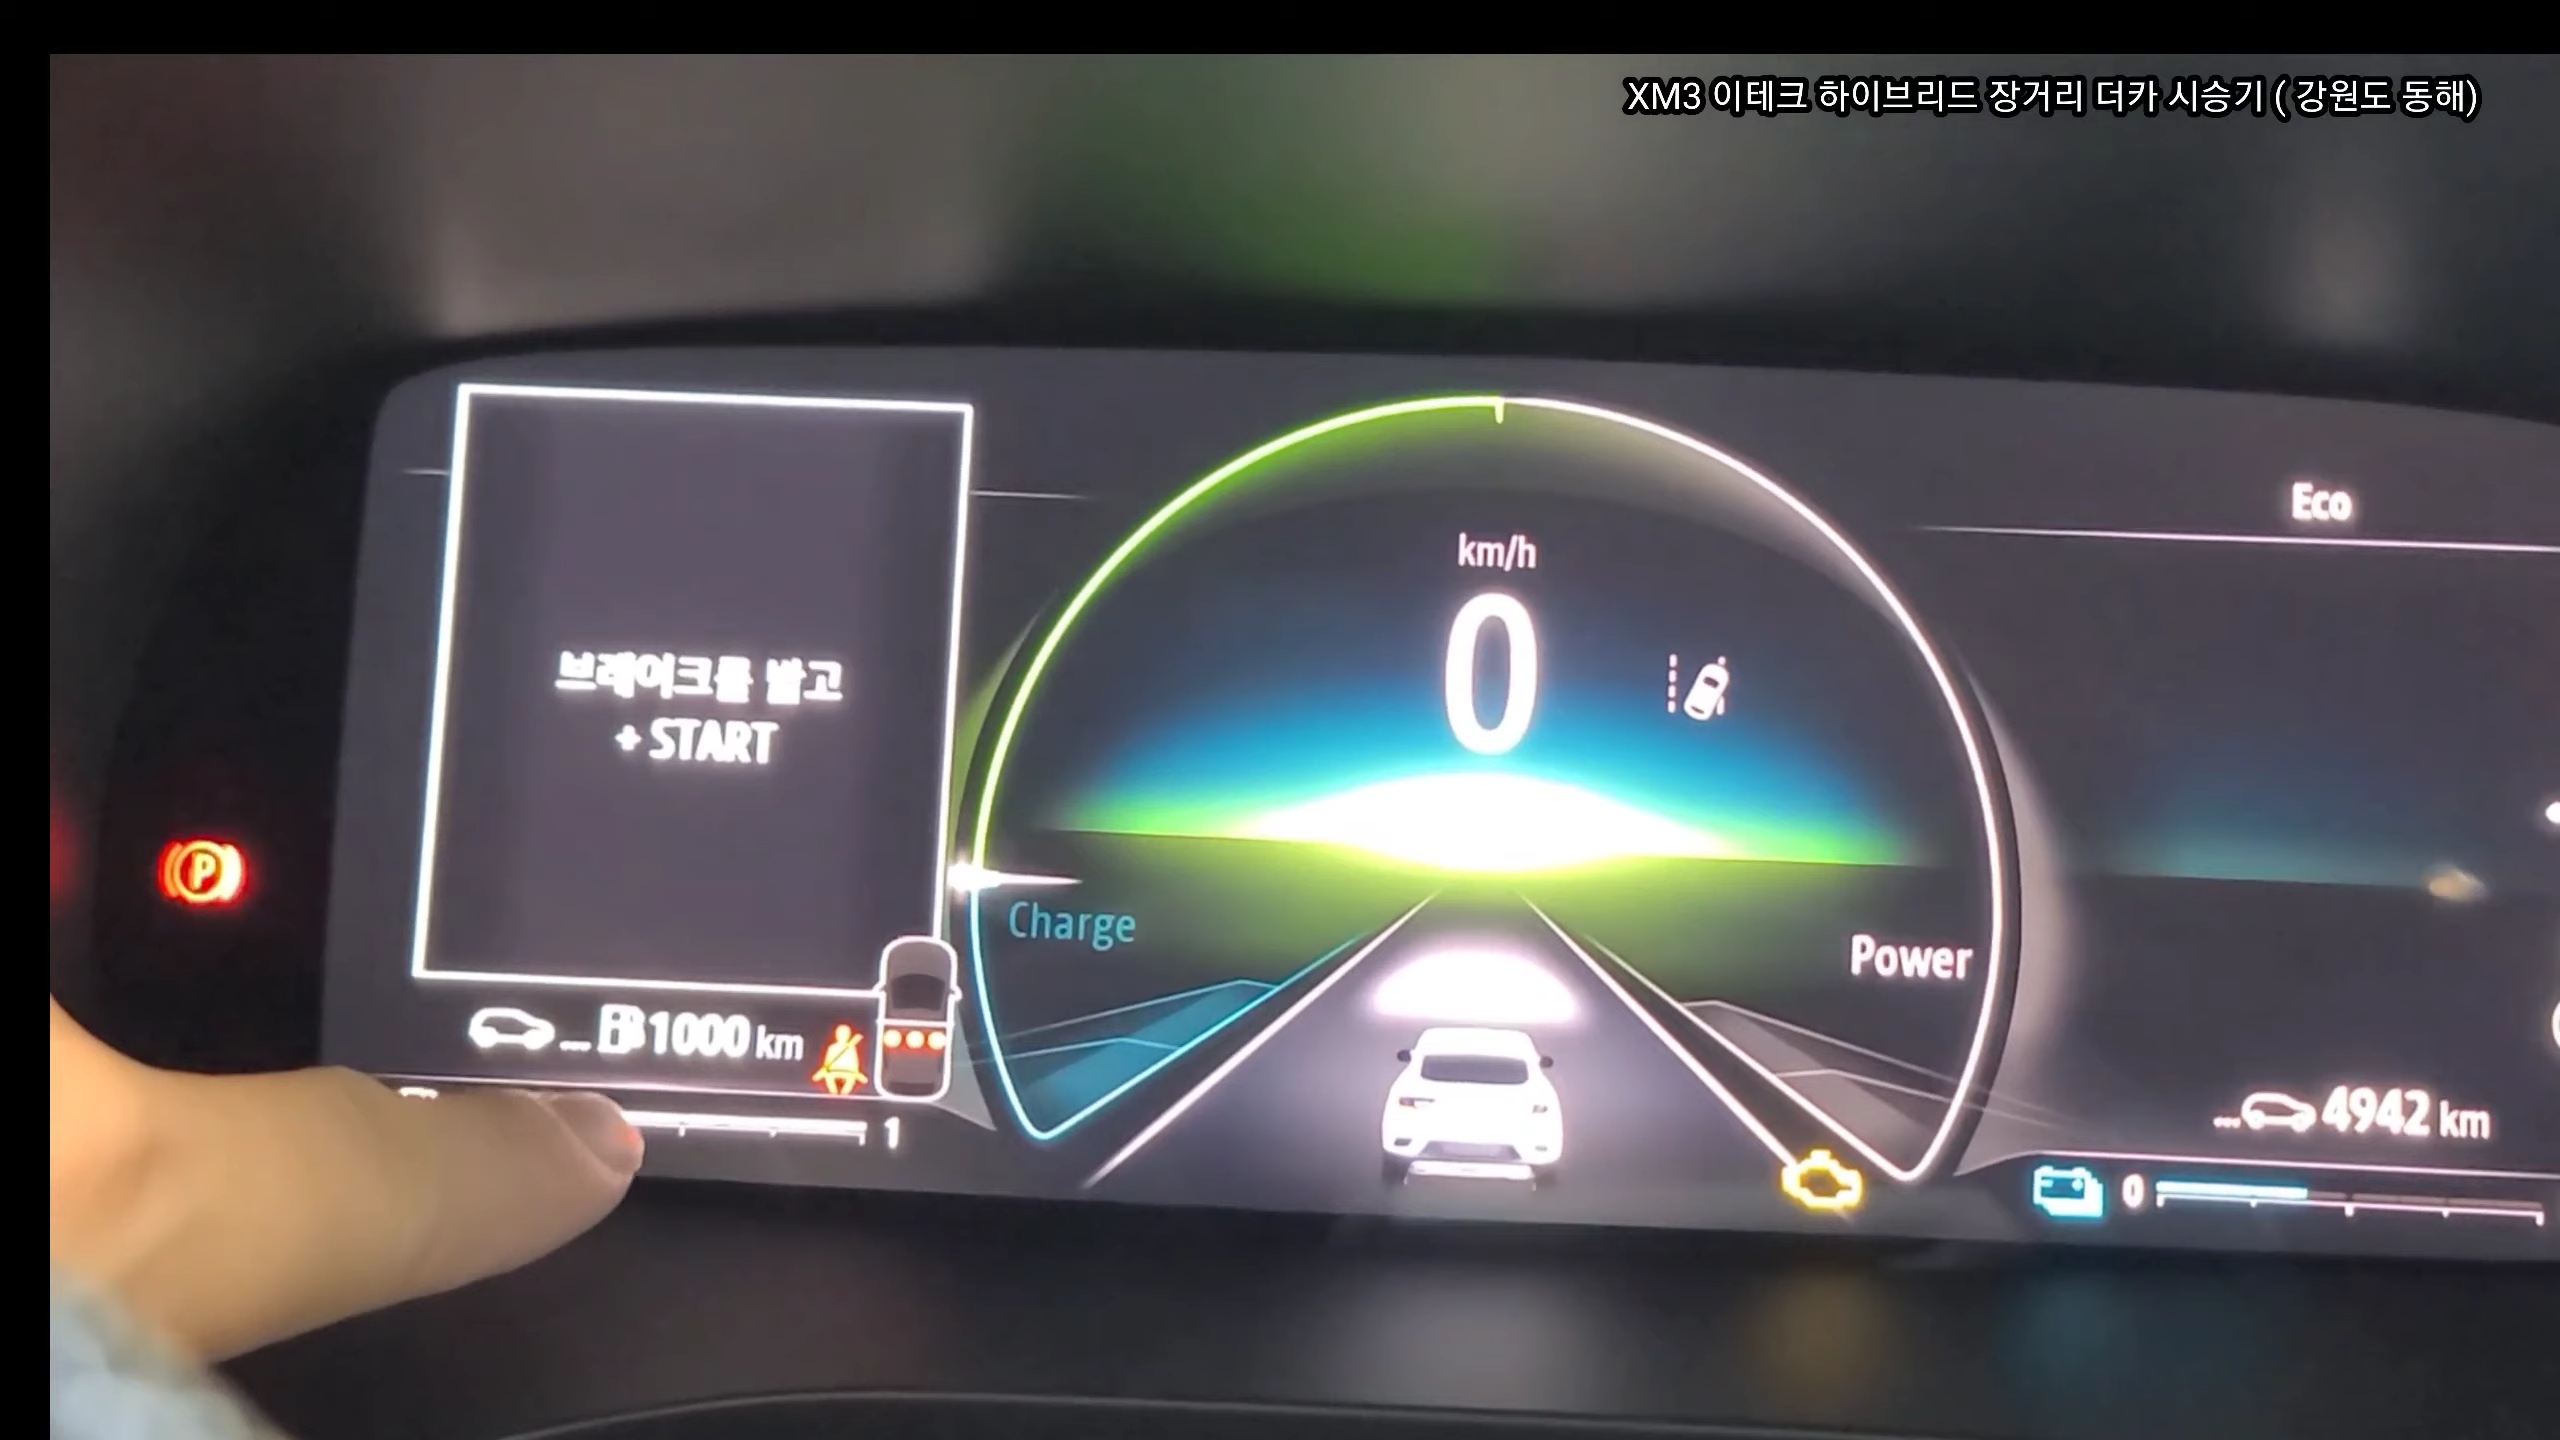 XM3 이테크 하이브리드 장거리 더카 시승기 ( 강원도 동해)
Eco
km/h
0
브레이크를 밟고
+ START
P
Charge
Power
...
1000 km
1
... 4942 km
0